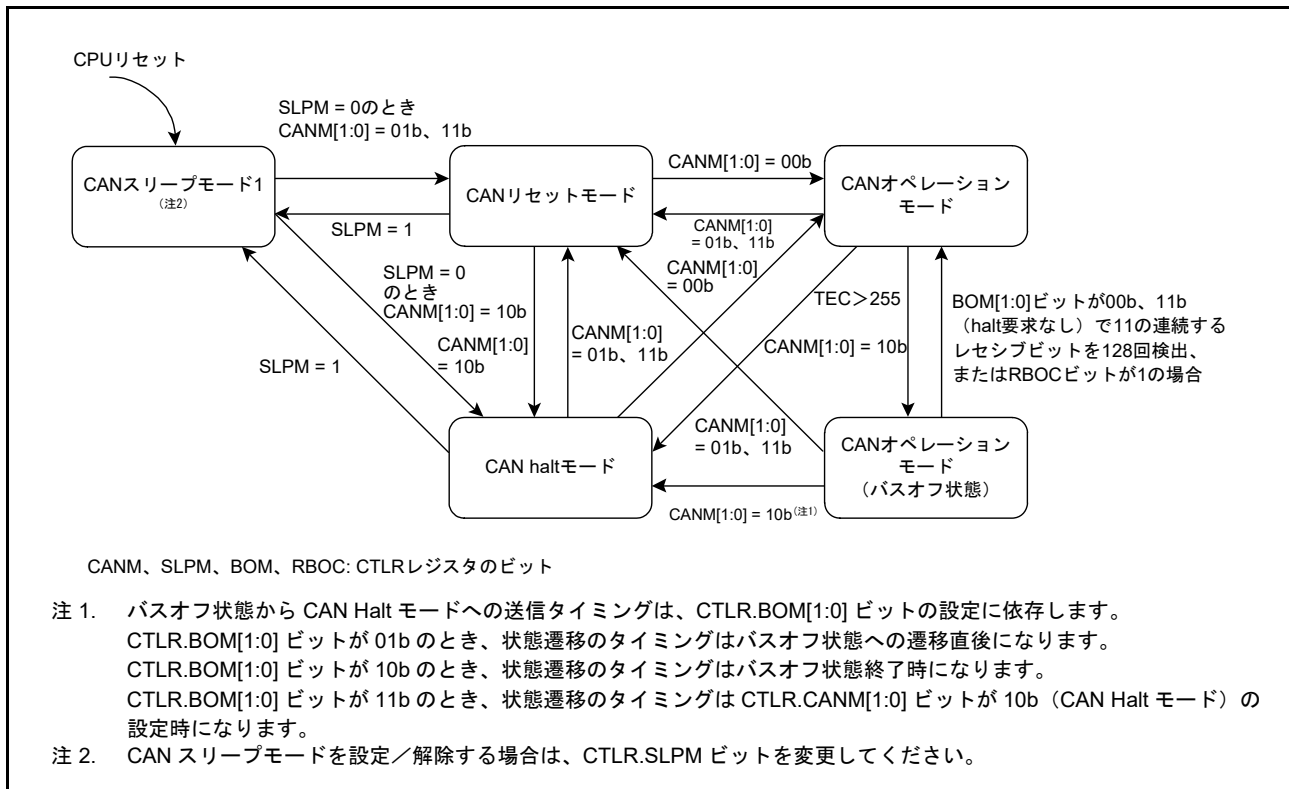 CPUリセット
SLPM = 0のとき
CANM[1:0] = 01b、11b
CANスリープモード1
（注2）
CANリセットモード
CANM[1:0] = 00b
CANオペレーション
モード
SLPM = 1
CANM[1:0]
= 01b、11b
SLPM = 0
のとき
CANM[1:0] = 10b
CANM[1:0]
= 00b
TEC＞255
BOM[1:0]ビットが00b、11b
（halt要求なし）で11の連続する
レセシブビットを128回検出、
またはRBOCビットが1の場合
CANM[1:0]
= 10b
CANM[1:0]
= 01b、11b
CANM[1:0] = 10b
SLPM = 1
CAN haltモード
CANM[1:0]
= 01b、11b
CANオペレーション
モード
（バスオフ状態）
CANM[1:0] = 10b（注1）
CANM、SLPM、BOM、RBOC: CTLRレジスタのビット
注 1. バスオフ状態から CAN Halt モードへの送信タイミングは、CTLR.BOM[1:0] ビットの設定に依存します。
CTLR.BOM[1:0] ビットが 01b のとき、状態遷移のタイミングはバスオフ状態への遷移直後になります。
CTLR.BOM[1:0] ビットが 10b のとき、状態遷移のタイミングはバスオフ状態終了時になります。
CTLR.BOM[1:0] ビットが 11b のとき、状態遷移のタイミングは CTLR.CANM[1:0] ビットが 10b（CAN Halt モード）の
設定時になります。
注 2. CAN スリープモードを設定／解除する場合は、CTLR.SLPM ビットを変更してください。